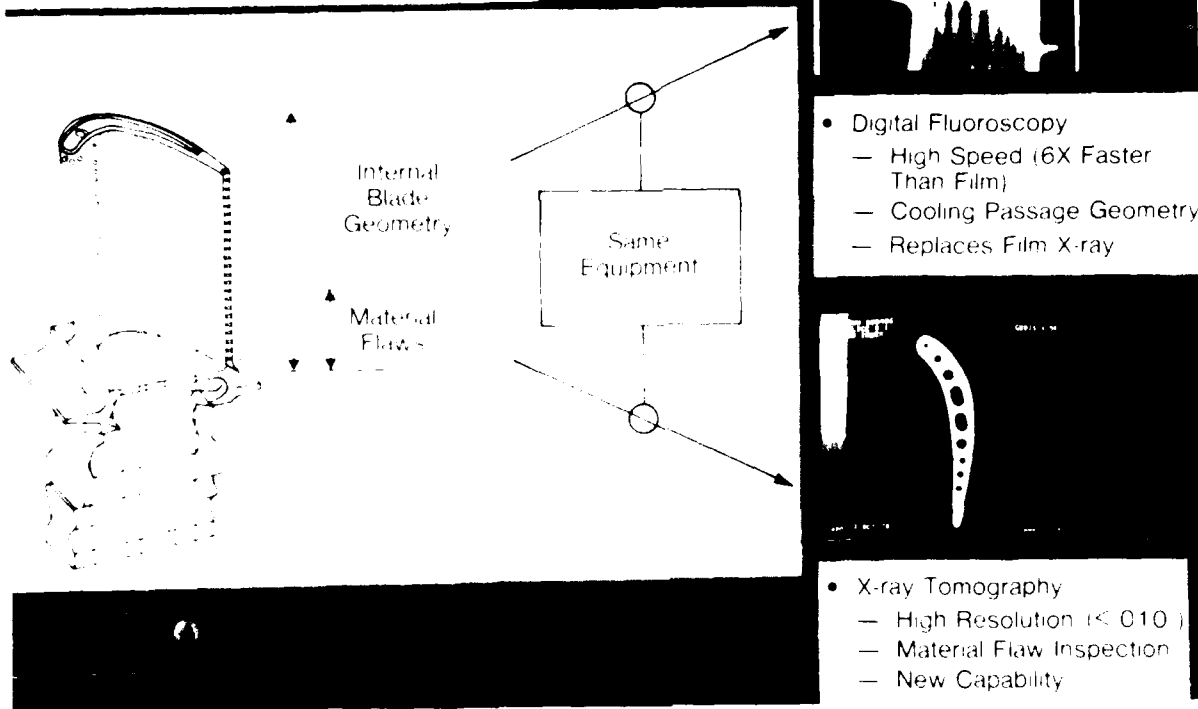 Internal
Blade
Geometry
Material
Flaws
Same
Equipment
• Digital Fluoroscopy
— High Speed (6X Faster
Than Film)
— Cooling Passage Geometry
— Replaces Film X-ray
• X-ray Tomography
— High Resolution (< 010 )
— Material Flaw Inspection
— New Capability